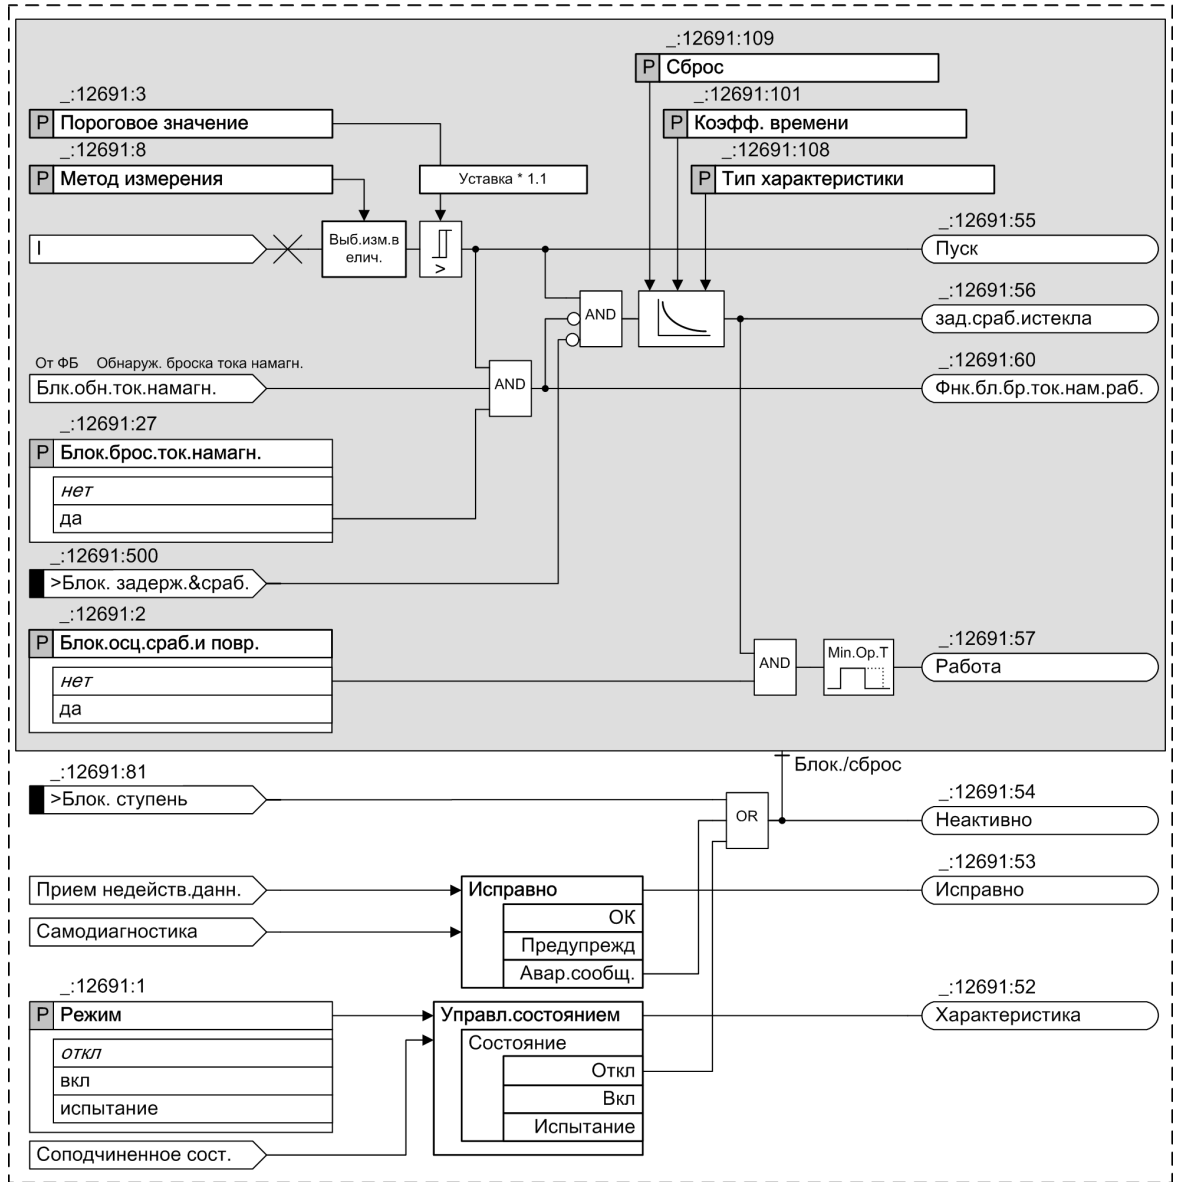 _:12691:109
P Сброс
_:12691:3
P Пороговое значение
_:12691:101
P Коэфф. времени
_:12691:8
P Метод измерения
Уставка * 1.1
_:12691:108
P Тип характеристики
I
Выб.изм.в
елич.
>
_:12691:55
Пуск
AND
_:12691:56
зад.сраб.истекла
От ФБ Обнаруж. броска тока намагн.
Блк.обн.ток.намагн.
AND
_:12691:60
Фнк.бл.бр.ток.нам.раб.
_:12691:27
P Блок.брос.ток.намагн.
нет
да
_:12691:500
>Блок. задерж.&сраб.
_:12691:2
P Блок.осц.сраб.и повр.
нет
да
AND
Min.Op.T
_:12691:57
Работа
Блок./сброс
_:12691:81
>Блок. ступень
OR
_:12691:54
Неактивно
Прием недейств.данн.
Самодиагностика
Исправно
ОК
Предупрежд
Авар.сообщ.
_:12691:53
Исправно
_:12691:1
P Режим
откл
вкл
испытание
Соподчиненное сост.
Управл.состоянием
Состояние
Откл
Вкл
Испытание
_:12691:52
Характеристика